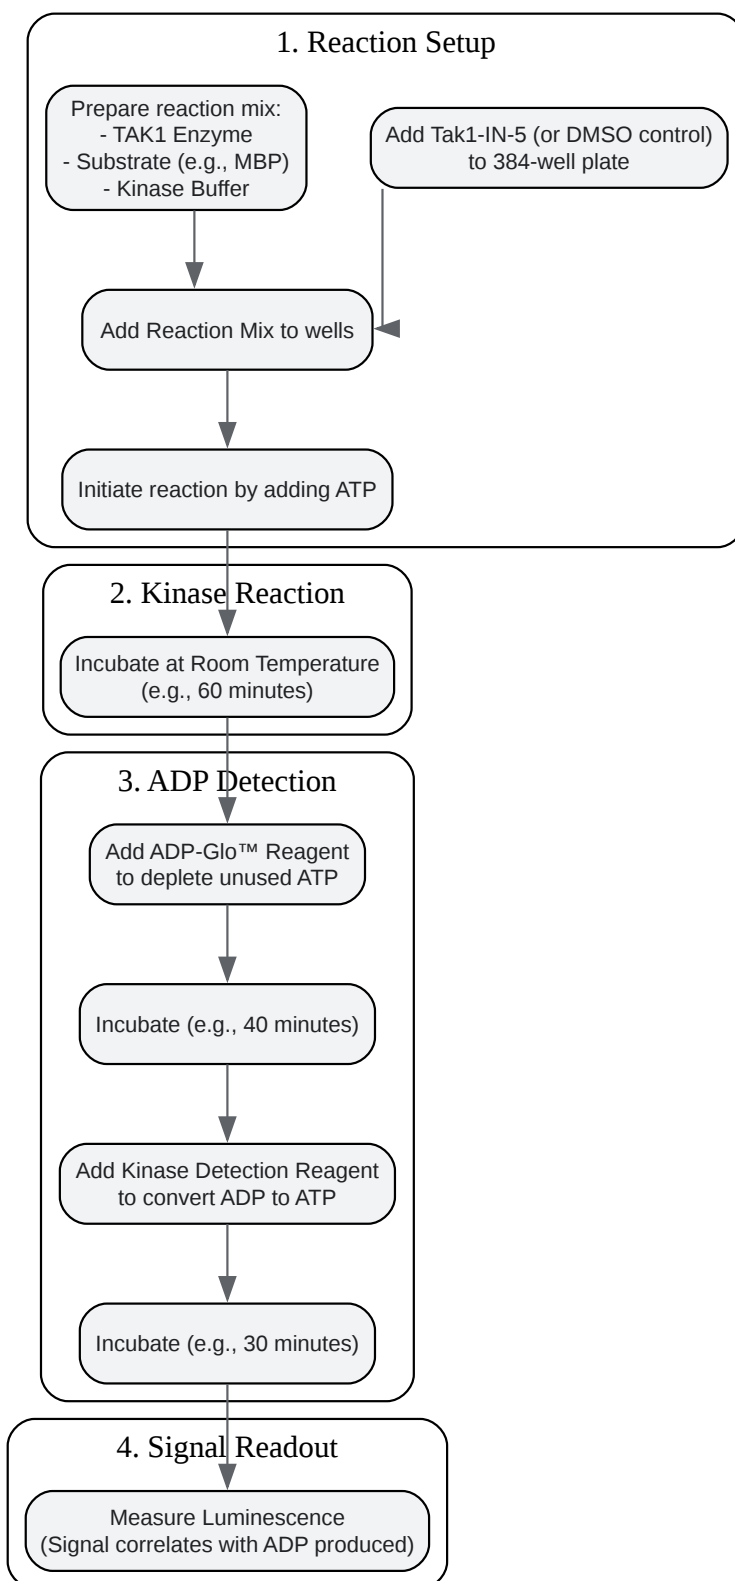 1. Reaction Setup
Prepare reaction mix:
- TAK1 Enzyme
- Substrate (e.g., MBP)
- Kinase Buffer
Add Tak1-IN-5 (or DMSO control)
to 384-well plate
Add Reaction Mix to wells
Initiate reaction by adding ATP
2. Kinase Reaction
Incubate at Room Temperature
(e.g., 60 minutes)
3. ADP Detection
Add ADP-Glo™ Reagent
to deplete unused ATP
Incubate (e.g., 40 minutes)
Add Kinase Detection Reagent
to convert ADP to ATP
Incubate (e.g., 30 minutes)
4. Signal Readout
Measure Luminescence
(Signal correlates with ADP produced)